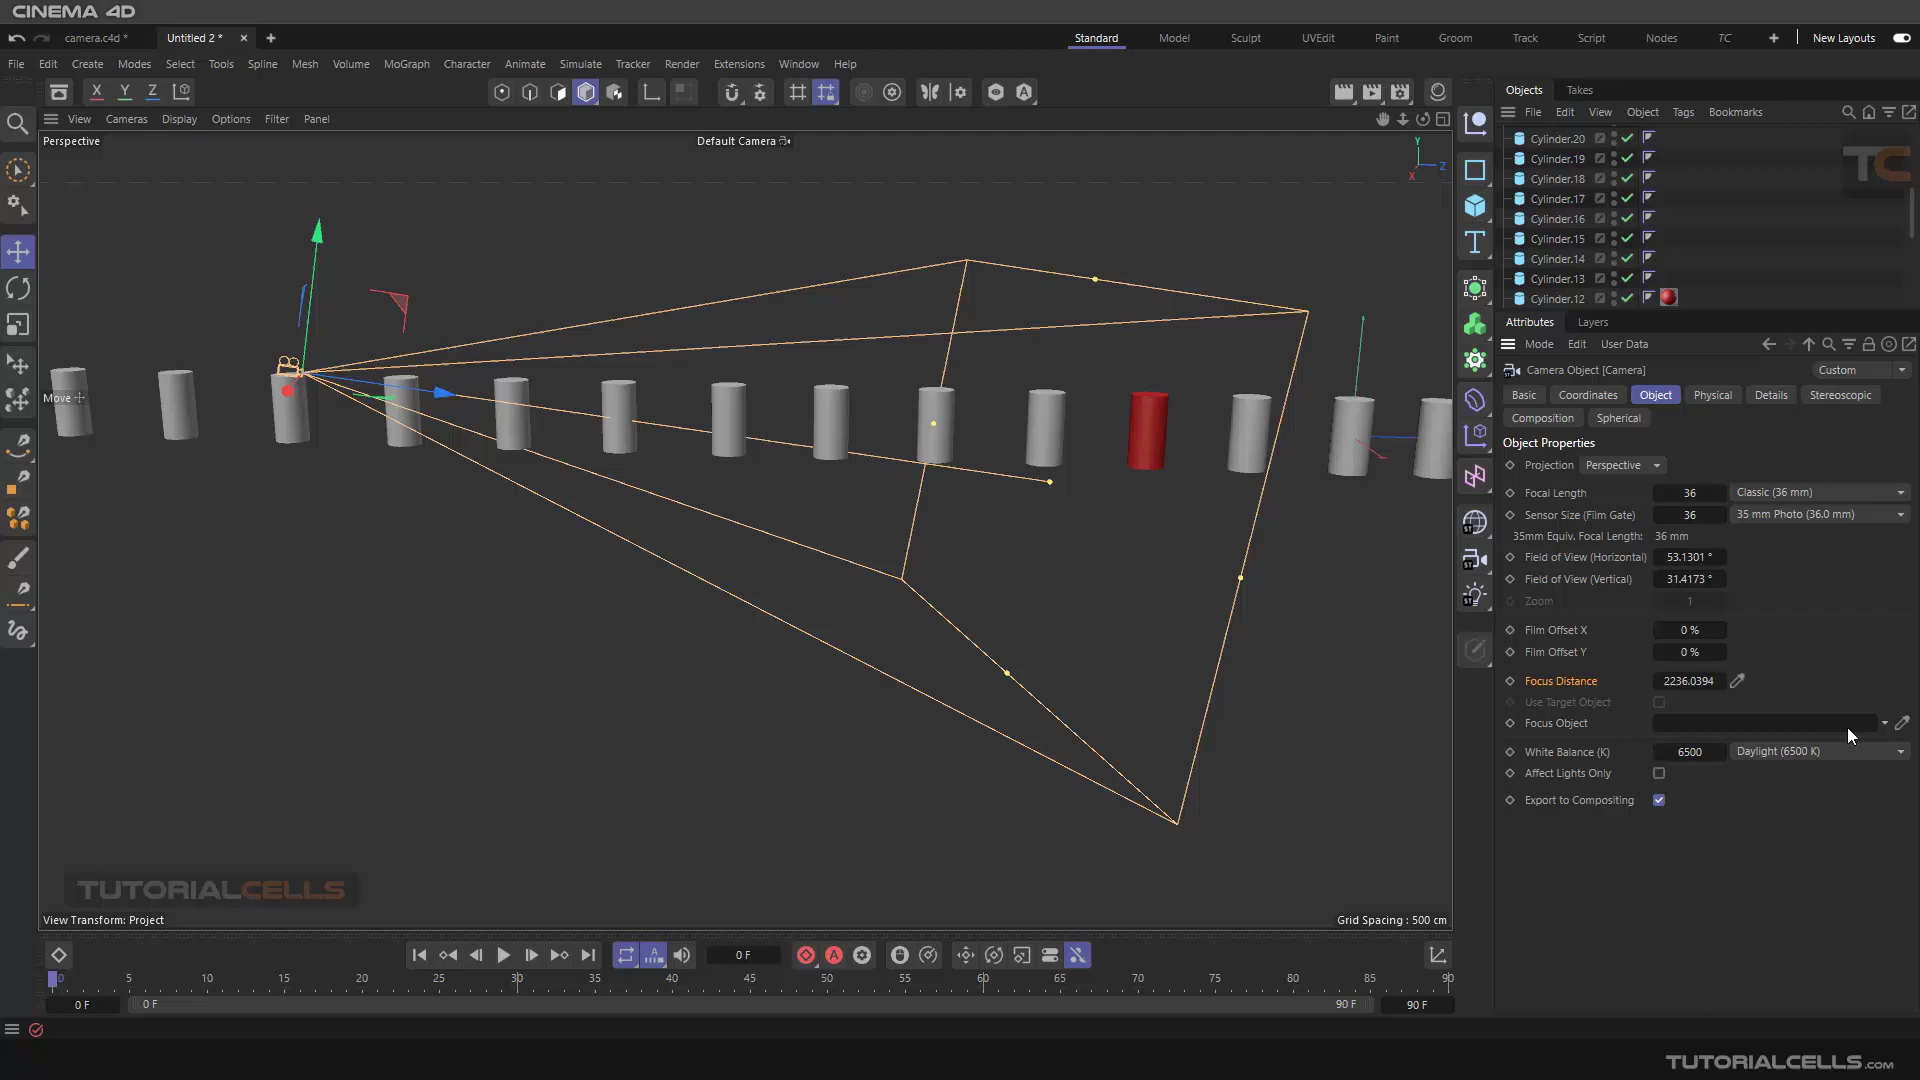 CINEMA 4D
camera.c4d *
Untitled 2 *
Standard
Model
Sculpt
UVEdit
Paint
Groom
Track
Script
Nodes
TC
New Layouts
File Edit Create Modes Select Tools Spline Mesh Volume MoGraph Character Animate Simulate Tracker Render Extensions Window Help
X Y Z
View Cameras Display Options Filter Panel
Perspective
Default Camera
Y
Z
X
Move
TUTORIALCELLS
View Transform: Project
Grid Spacing : 500 cm
Objects Takes
File Edit View Object Tags Bookmarks
Cylinder.20
Cylinder.19
Cylinder.18
Cylinder.17
Cylinder.16
Cylinder.15
Cylinder.14
Cylinder.13
Cylinder.12
TC
Attributes Layers
Mode Edit User Data
Camera Object [Camera]
Custom
Basic Coordinates Object Physical Details Stereoscopic
Composition Spherical
Object Properties
Projection Perspective
Focal Length 36 Classic (36 mm)
Sensor Size (Film Gate) 36 35 mm Photo (36.0 mm)
35mm Equiv. Focal Length: 36 mm
Field of View (Horizontal) 53.1301 °
Field of View (Vertical) 31.4173 °
Zoom 1
Film Offset X 0 %
Film Offset Y 0 %
Focus Distance 2236.0394
Use Target Object
Focus Object
White Balance (K) 6500 Daylight (6500 K)
Affect Lights Only
Export to Compositing
0 F
0 5 10 15 20 25 30 35 40 45 50 55 60 65 70 75 80 85 90
0 F 0 F 90 F 90 F
TUTORIALCELLS.com